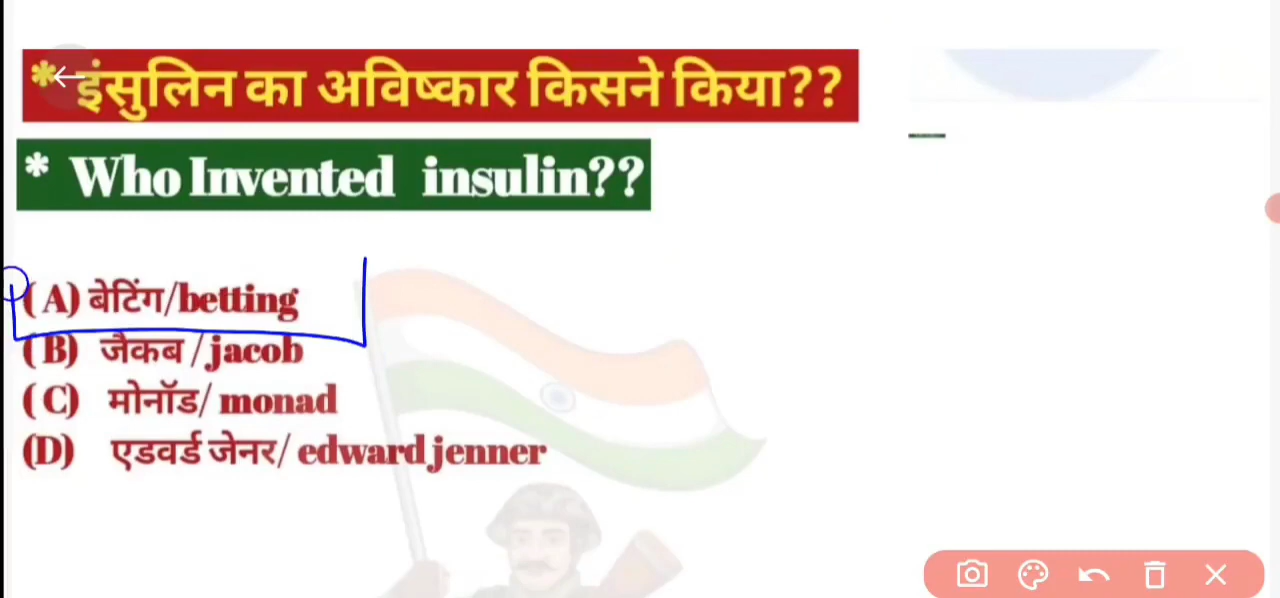 * इंसुलिन का अविष्कार किसने किया??
* Who Invented insulin??
(A) बेटिंग/betting
(B) जैकब /jacob
(C) मोनॉड/ monad
(D) एडवर्ड जेनर/ edward jenner